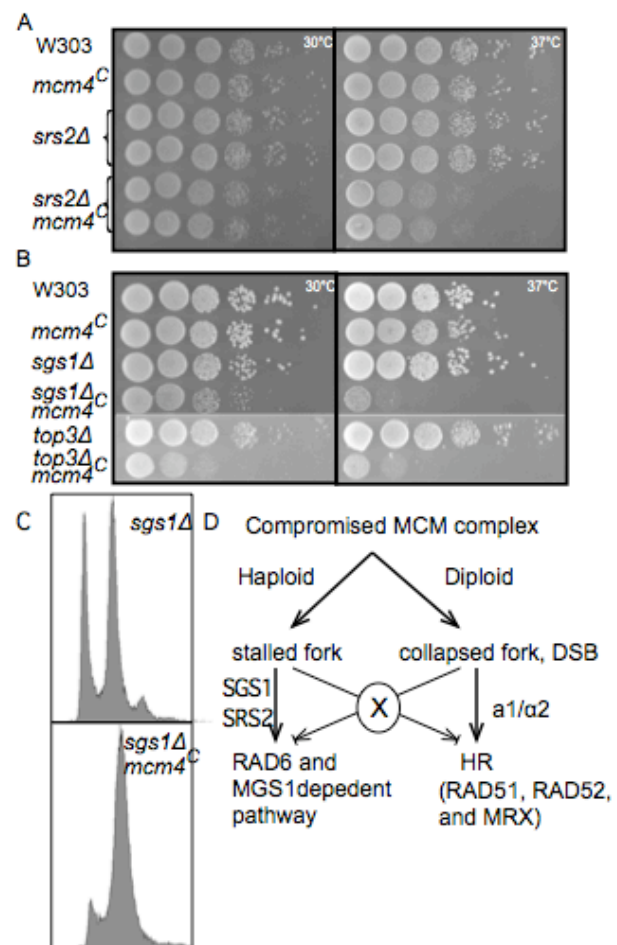 A
W303
30°C
37°C
mcm4C
srs2Δ
srs2Δ
mcm4C
B
W303
30°C
37°C
mcm4C
sgs1Δ
sgs1Δ
mcm4C
top3Δ
top3Δ
mcm4C
C
sgs1Δ
sgs1Δ
mcm4C
D
Compromised MCM complex
Haploid
Diploid
stalled fork
collapsed fork, DSB
SGS1
SRS2
X
a1/α2
RAD6 and
MGS1depedent
pathway
HR
(RAD51, RAD52,
and MRX)